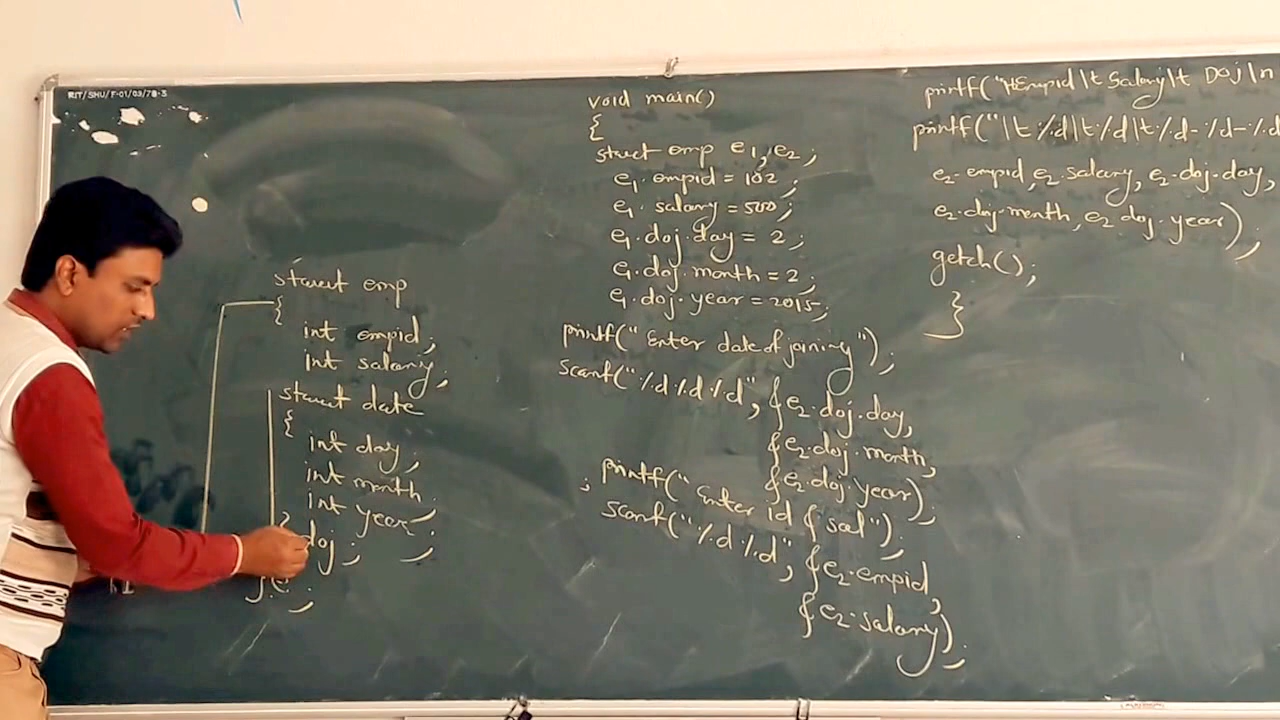 RIT/SHU/F-01/03/78-3
struct emp
{
int empid;
int salary;
struct date
{
int day;
int month;
int year;
}
doj;
}e;
void main()
{
struct emp e1, e2;
e1.empid = 102;
e1.salary = 500;
e1.doj.day = 2;
e1.doj.month = 2;
e1.doj.year = 2015;
printf("Enter date of joining");
scanf("%d%d%d", &e2.doj.day,
&e2.doj.month,
&e2.doj.year);
; printf("Enter id & sal");
scanf("%d%d", &e2.empid,
&e2.salary);
printf("\tEmpid\t Salary\t Doj\n
printf("\t%d\t%d\t%d-%d-%d
e2.empid, e2.salary, e2.doj.day,
e2.doj.month, e2.doj.year);
getch();
}